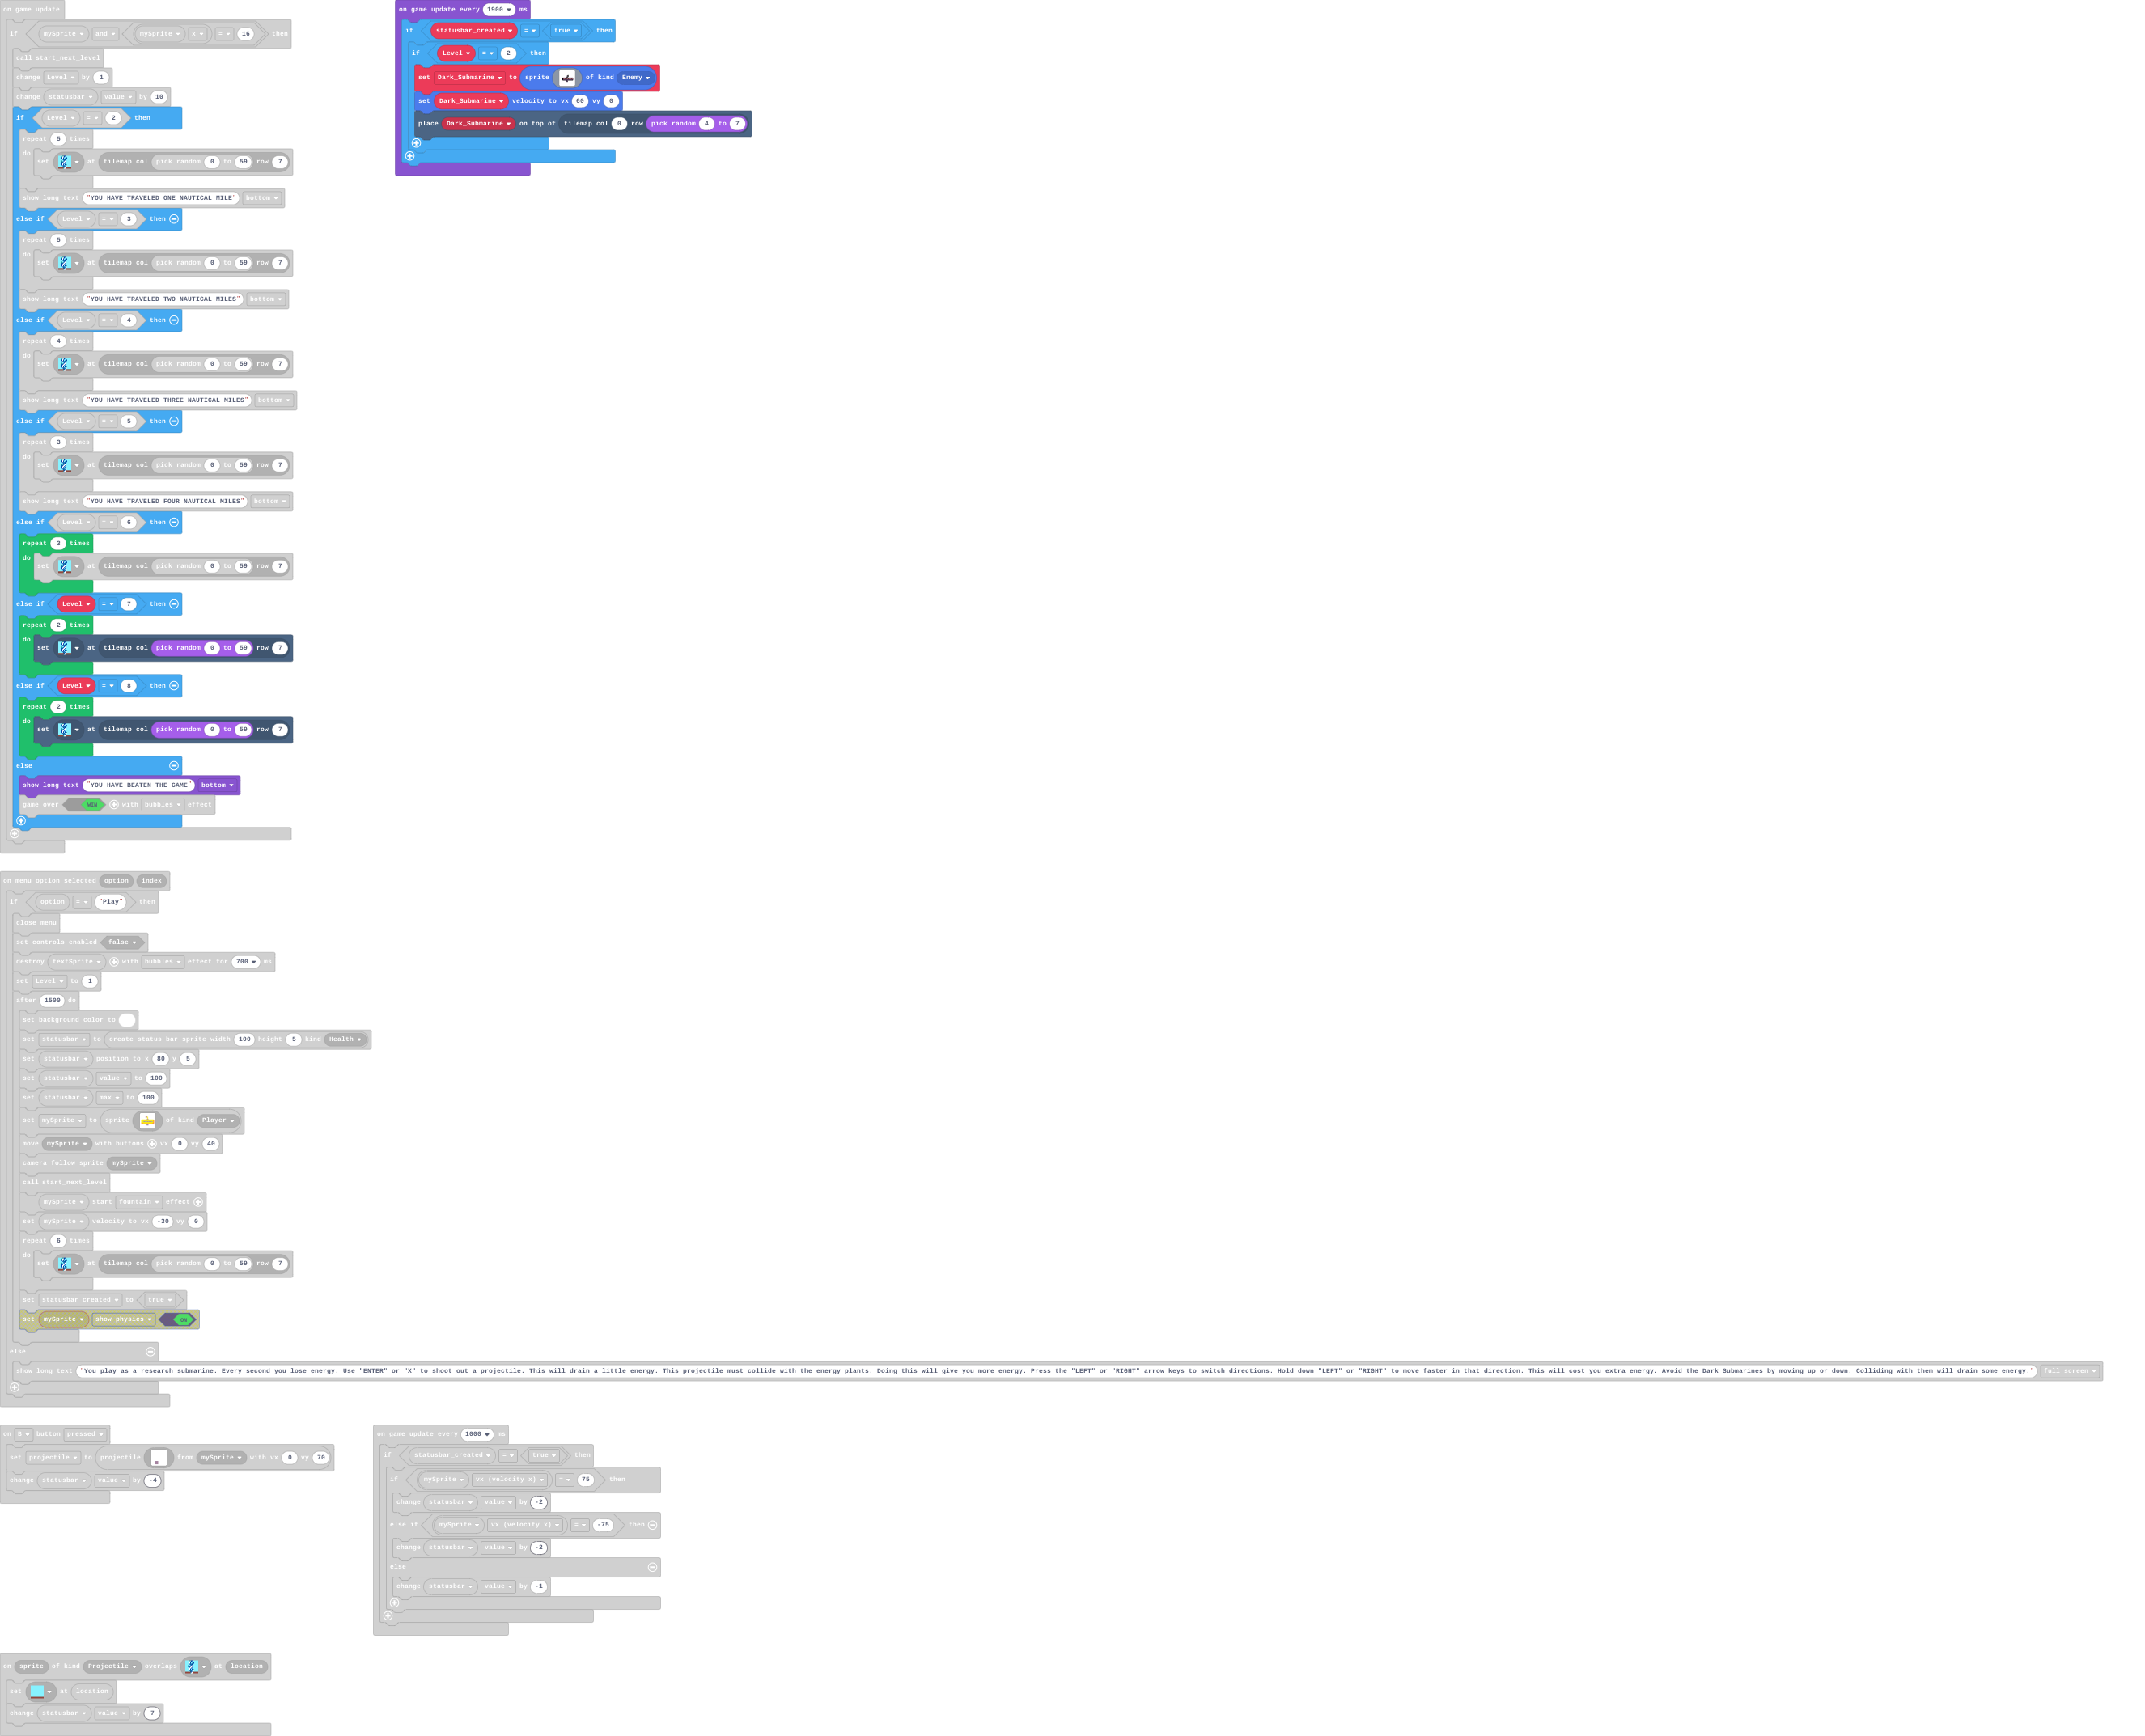 on game update
if mySprite and mySprite x = 16 then
call start_next_level
change Level by 1
change statusbar value by 10
if Level = 2 then
repeat 5 times
do set at tilemap col pick random 0 to 59 row 7
show long text "YOU HAVE TRAVELED ONE NAUTICAL MILE" bottom
else if Level = 3 then
repeat 5 times
do set at tilemap col pick random 0 to 59 row 7
show long text "YOU HAVE TRAVELED TWO NAUTICAL MILES" bottom
else if Level = 4 then
repeat 4 times
do set at tilemap col pick random 0 to 59 row 7
show long text "YOU HAVE TRAVELED THREE NAUTICAL MILES" bottom
else if Level = 5 then
repeat 3 times
do set at tilemap col pick random 0 to 59 row 7
show long text "YOU HAVE TRAVELED FOUR NAUTICAL MILES" bottom
else if Level = 6 then
repeat 3 times
do set at tilemap col pick random 0 to 59 row 7
else if Level = 7 then
repeat 2 times
do set at tilemap col pick random 0 to 59 row 7
else if Level = 8 then
repeat 2 times
do set at tilemap col pick random 0 to 59 row 7
else
show long text "YOU HAVE BEATEN THE GAME" bottom
game over WIN with bubbles effect
on game update every 1900 ms
if statusbar_created = true then
if Level = 2 then
set Dark_Submarine to sprite of kind Enemy
set Dark_Submarine velocity to vx 60 vy 0
place Dark_Submarine on top of tilemap col 0 row pick random 4 to 7
on menu option selected option index
if option = "Play" then
close menu
set controls enabled false
destroy textSprite with bubbles effect for 700 ms
set Level to 1
after 1500 do
set background color to
set statusbar to create status bar sprite width 100 height 5 kind Health
set statusbar position to x 80 y 5
set statusbar value to 100
set statusbar max to 100
set mySprite to sprite of kind Player
move mySprite with buttons vx 0 vy 40
camera follow sprite mySprite
call start_next_level
mySprite start fountain effect
set mySprite velocity to vx -30 vy 0
repeat 6 times
do set at tilemap col pick random 0 to 59 row 7
set statusbar_created to true
set mySprite show physics ON
else
show long text "You play as a research submarine. Every second you lose energy. Use "ENTER" or "X" to shoot out a projectile. This will drain a little energy. This projectile must collide with the energy plants. Doing this will give you more energy. Press the "LEFT" or "RIGHT" arrow keys to switch directions. Hold down "LEFT" or "RIGHT" to move faster in that direction. This will cost you extra energy. Avoid the Dark Submarines by moving up or down. Colliding with them will drain some energy." full screen
on B button pressed
set projectile to projectile from mySprite with vx 0 vy 70
change statusbar value by -4
on game update every 1000 ms
if statusbar_created = true then
if mySprite vx (velocity x) = 75 then
change statusbar value by -2
else if mySprite vx (velocity x) = -75 then
change statusbar value by -2
else
change statusbar value by -1
on sprite of kind Projectile overlaps at location
set at location
change statusbar value by 7